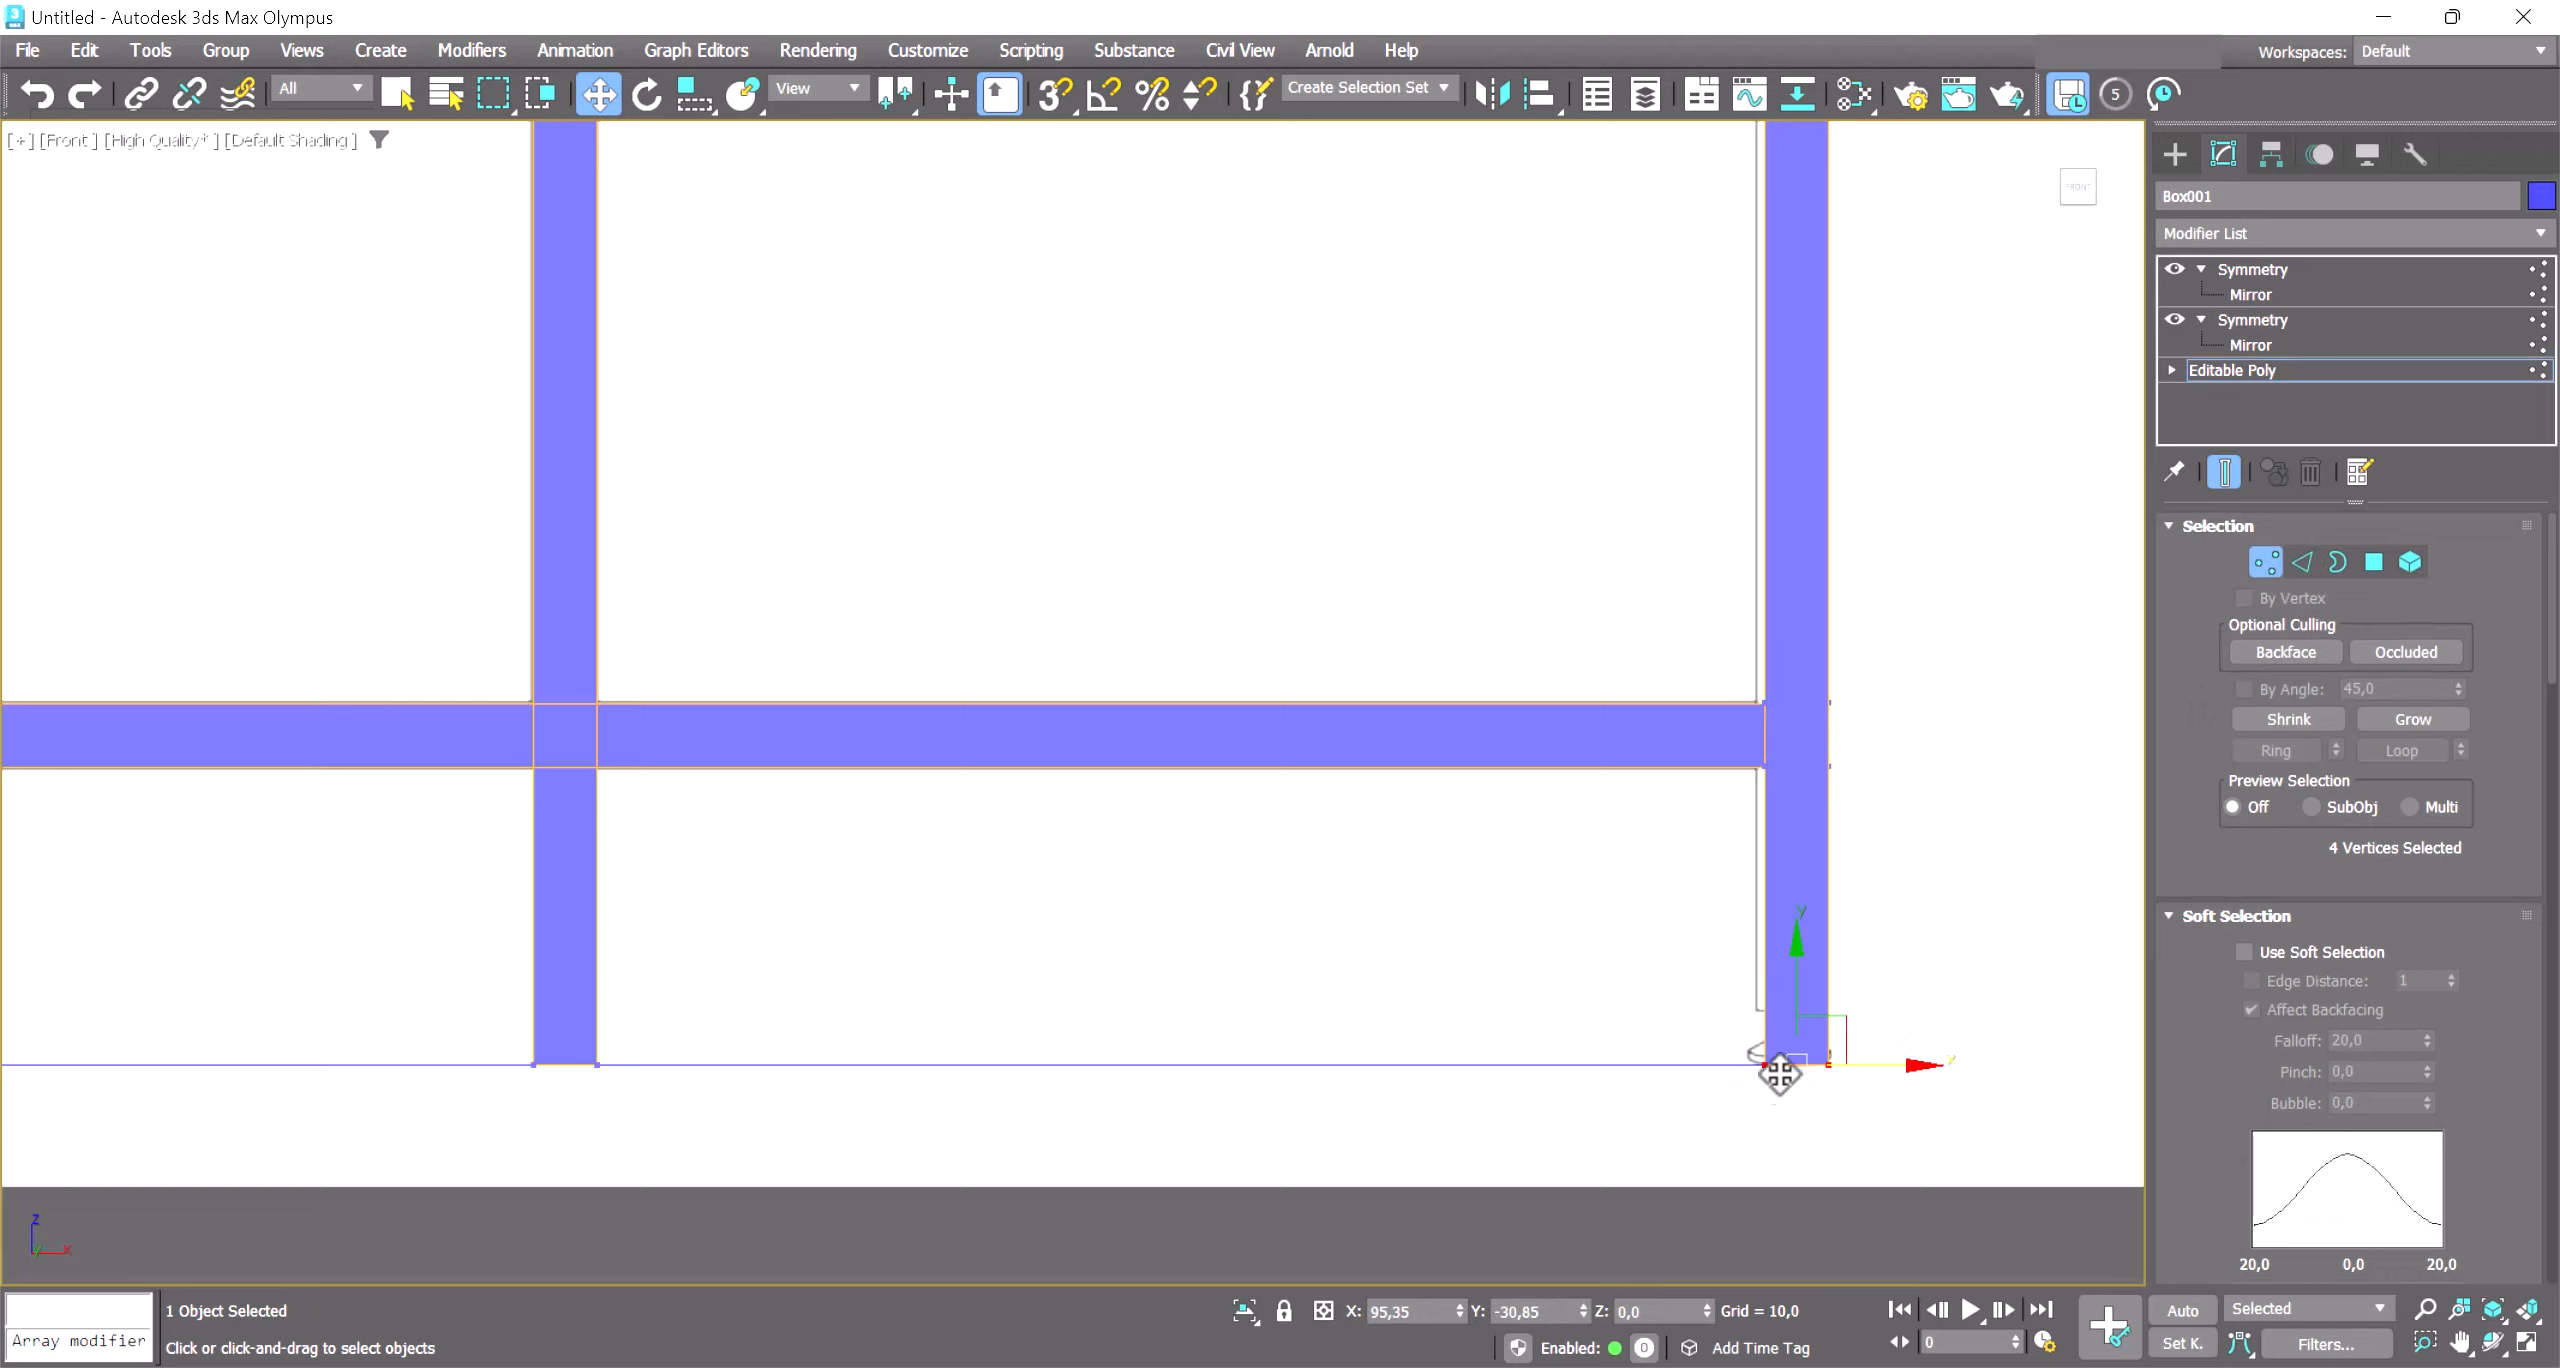 Untitled - Autodesk 3ds Max Olympus
File Edit Tools Group Views Create Modifiers Animation Graph Editors Rendering Customize Scripting Substance Civil View Arnold Help
Workspaces: Default
All
View
Create Selection Set
5
[+] [Front ] [High Quality* ] [Default Shading ]
FRONT
Box001
Modifier List
Symmetry
Mirror
Symmetry
Mirror
Editable Poly
Selection
By Vertex
Optional Culling
Backface Occluded
By Angle: 45,0
Shrink Grow
Ring Loop
Preview Selection
Off SubObj Multi
4 Vertices Selected
Soft Selection
Use Soft Selection
Edge Distance: 1
Affect Backfacing
Falloff: 20,0
Pinch: 0,0
Bubble: 0,0
20,0 0,0 20,0
y
x
z
y x
1 Object Selected
Array modifier
Click or click-and-drag to select objects
X: 95,35 Y: -30,85 Z: 0,0 Grid = 10,0
Enabled: 0 Add Time Tag
0
Auto Selected
Set K. Filters...